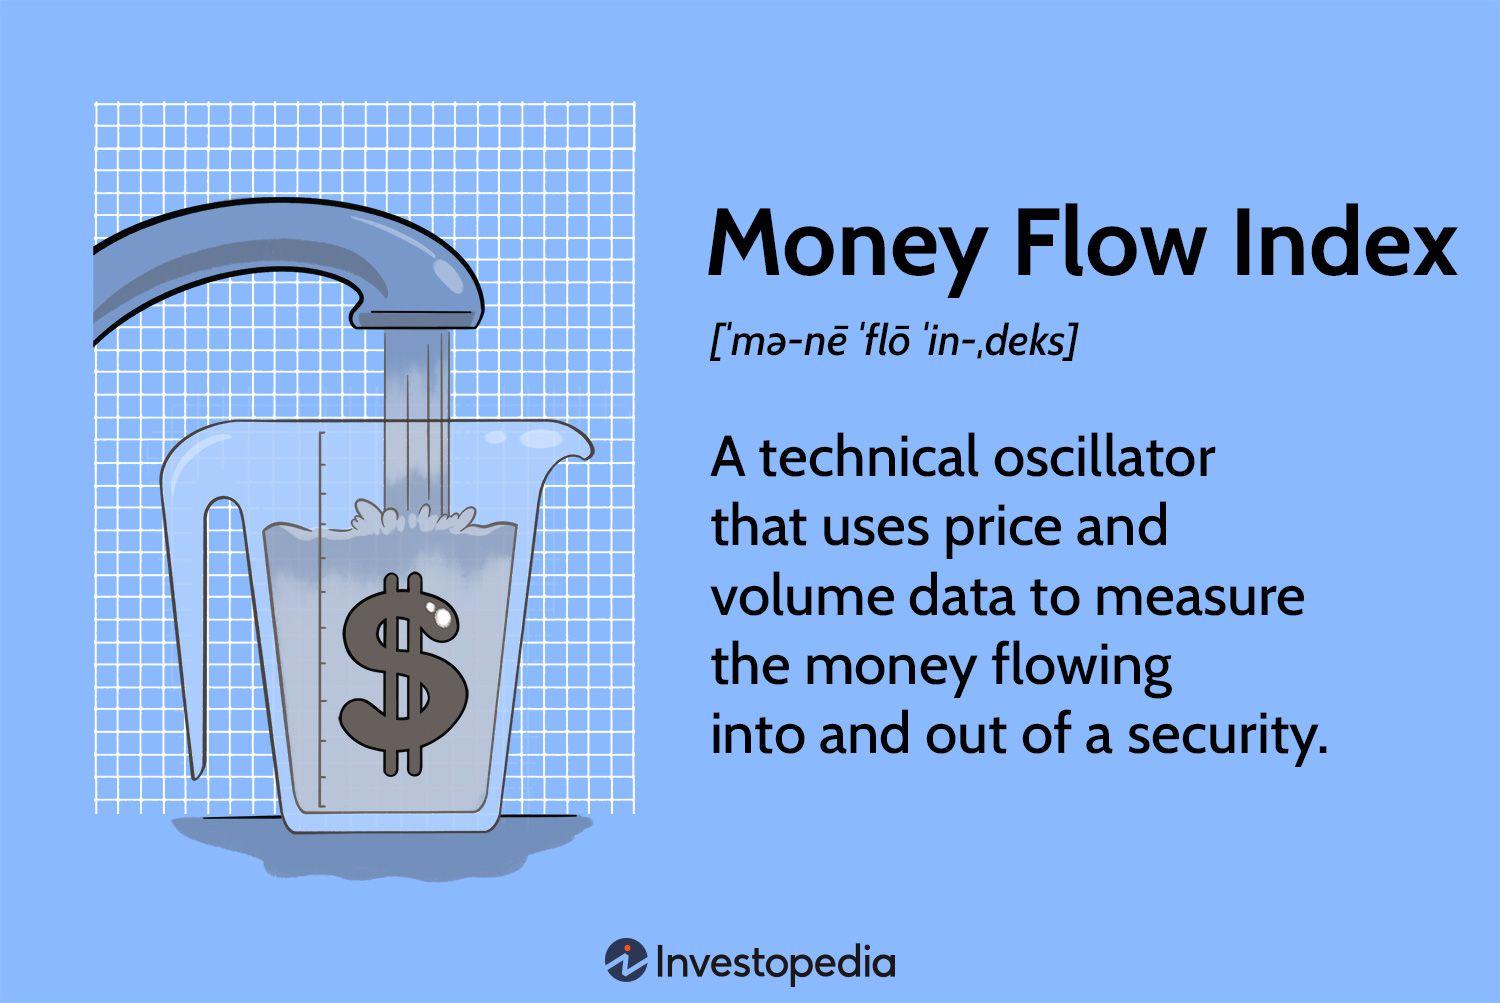 Money Flow Index
[ˈmə-nē ˈflō ˈin-ˌdeks]
A technical oscillator
that uses price and
volume data to measure
the money flowing
into and out of a security.
$
Investopedia